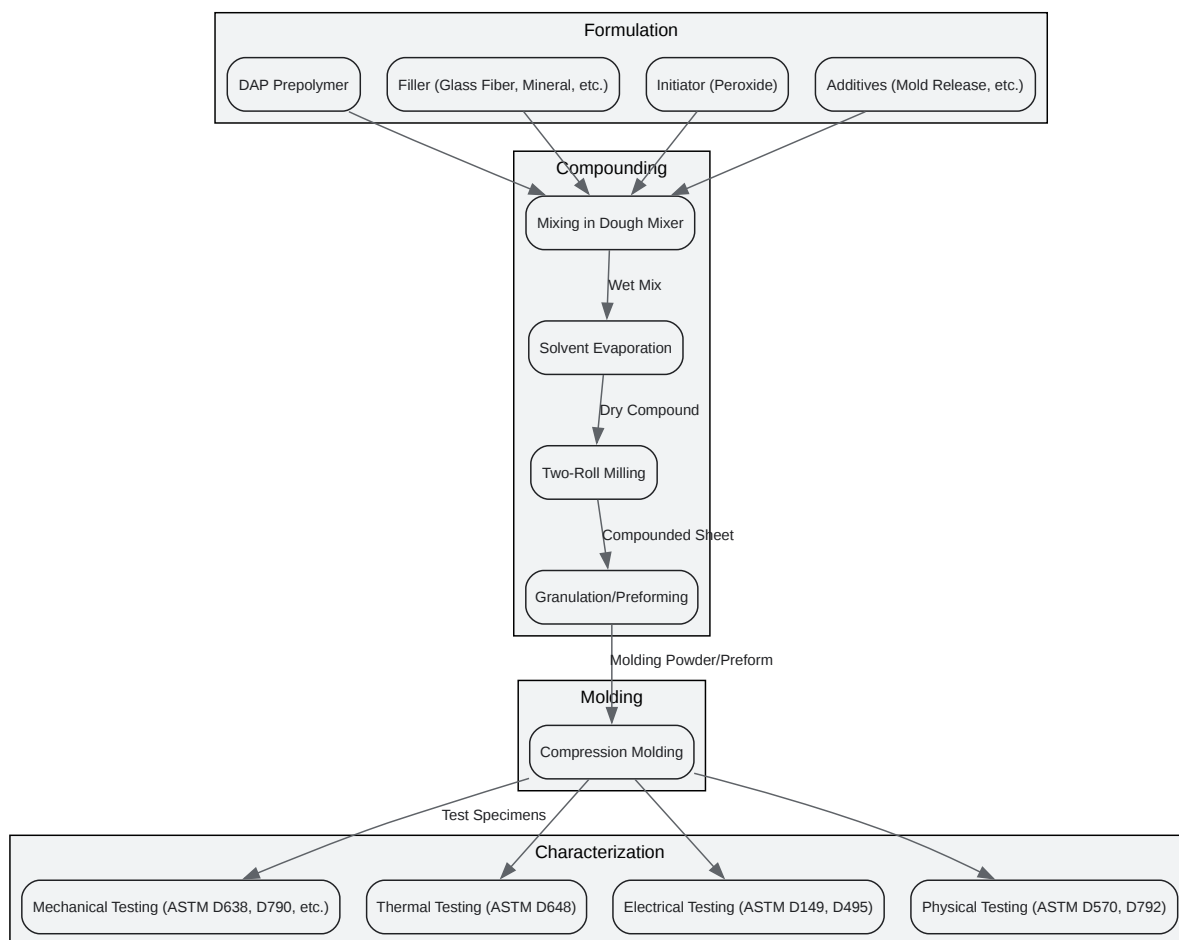 Formulation
DAP Prepolymer
Filler (Glass Fiber, Mineral, etc.)
Initiator (Peroxide)
Additives (Mold Release, etc.)
Compounding
Mixing in Dough Mixer
Wet Mix
Solvent Evaporation
Dry Compound
Two-Roll Milling
Compounded Sheet
Granulation/Preforming
Molding Powder/Preform
Molding
Compression Molding
Test Specimens
Characterization
Mechanical Testing (ASTM D638, D790, etc.)
Thermal Testing (ASTM D648)
Electrical Testing (ASTM D149, D495)
Physical Testing (ASTM D570, D792)